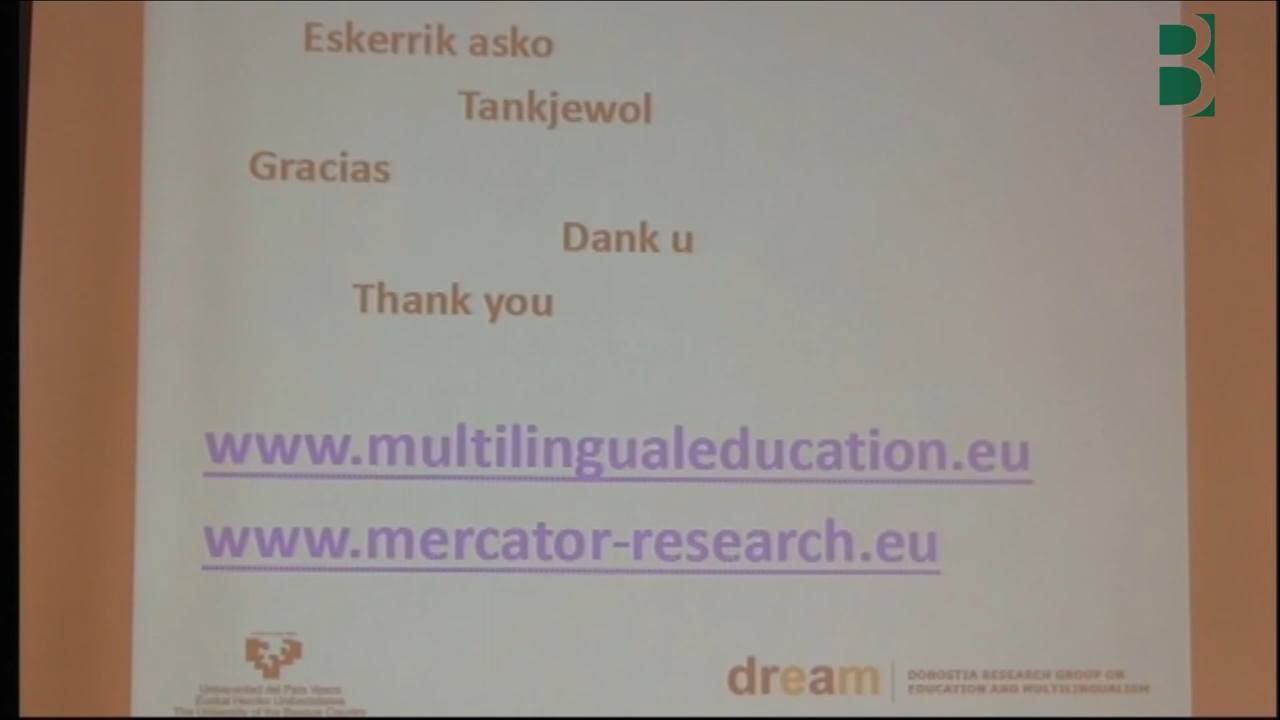 B
Eskerrik asko
Tankjewol
Gracias
Dank u
Thank you
www.multilingualeducation.eu
www.mercator-research.eu
Universidad del País Vasco
Euskal Herriko Unibertsitatea
The University of the Basque Country
dream
DONOSTIA RESEARCH GROUP ON
EDUCATION AND MULTILINGUALISM